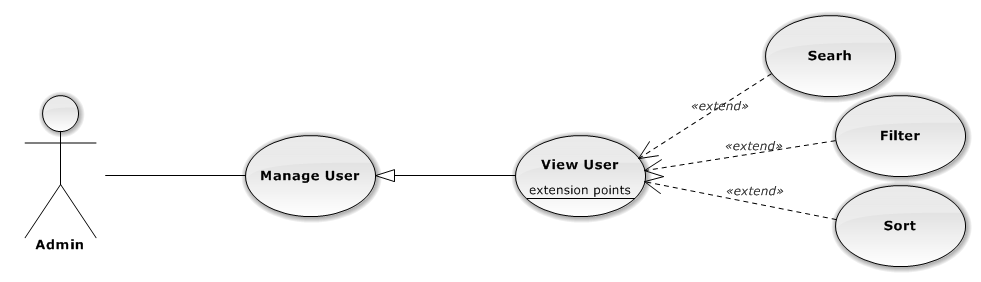 Searh
«extend»
Filter
«extend»
View User
Manage User
extension points
«extend»
Sort
Admin